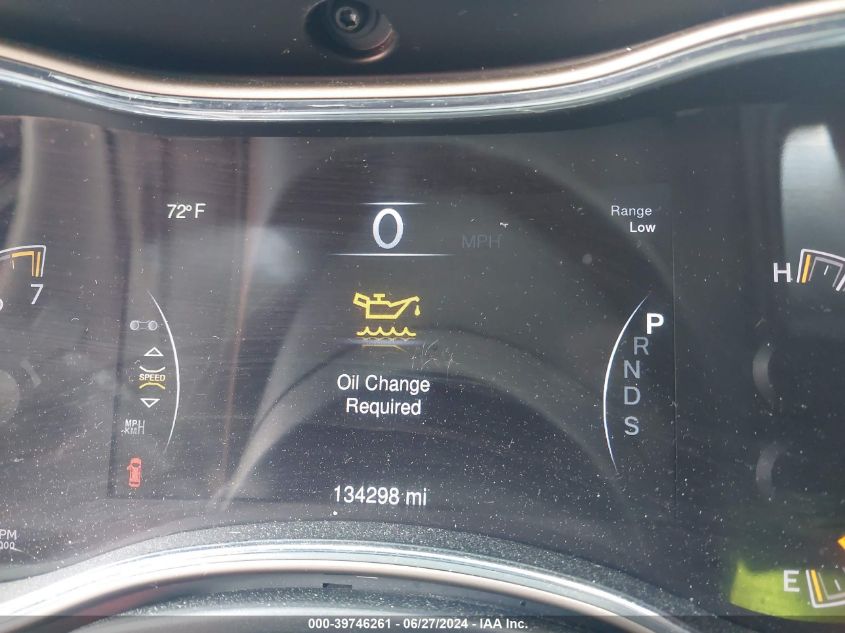 72°F
0
MPH
Range
Low
7
H
P
R
N
D
S
SPEED
MPH
KMH
Oil Change
Required
134298 mi
E
000-39746261 - 06/27/2024 - IAA Inc.